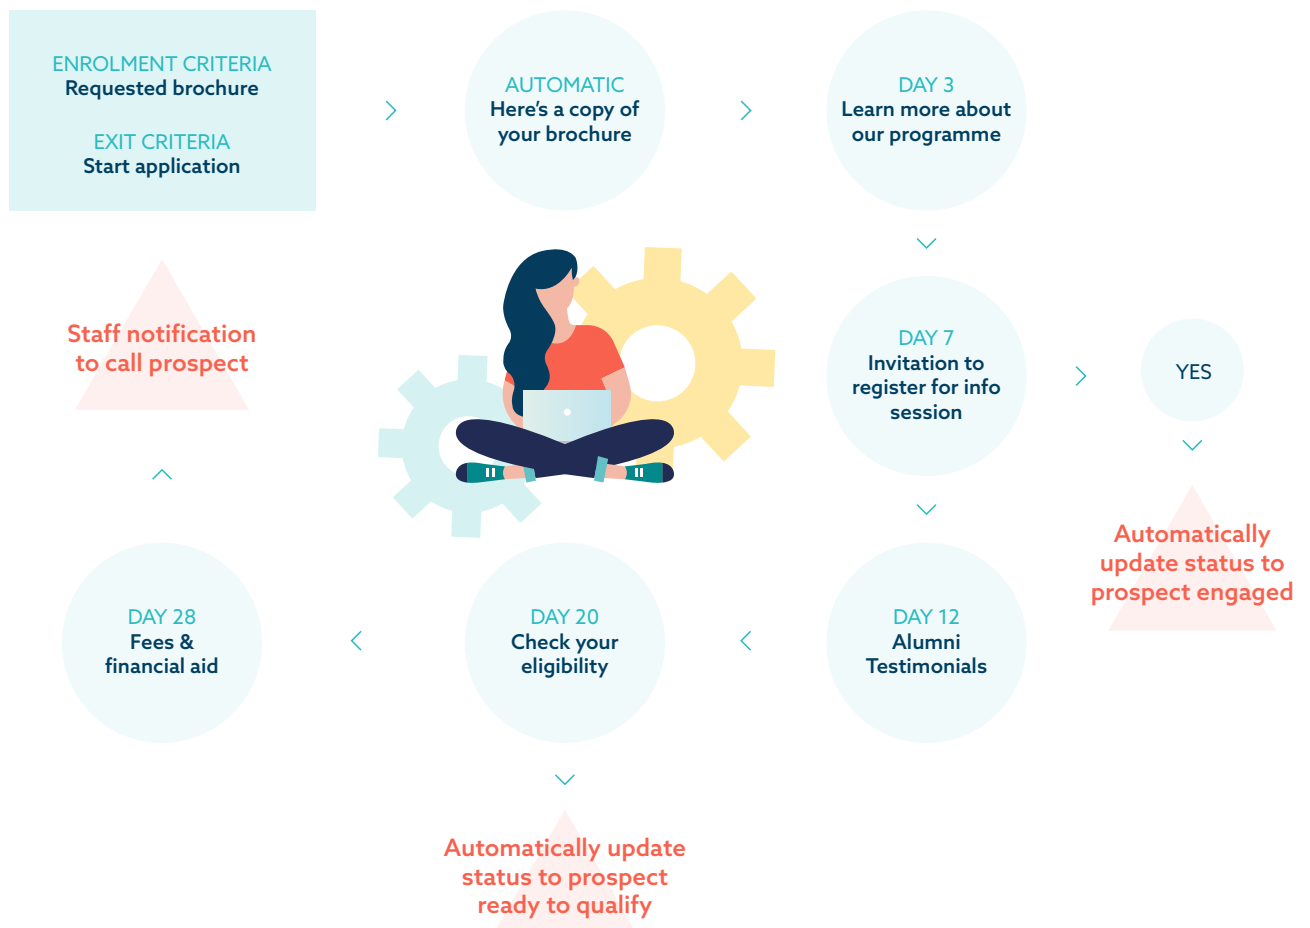 ENROLMENT CRITERIA
Requested brochure
EXIT CRITERIA
Start application
AUTOMATIC
Here’s a copy of
your brochure
DAY 3
Learn more about
our programme
DAY 7
Invitation to
register for info
session
YES
Automatically
update status to
prospect engaged
DAY 12
Alumni
Testimonials
DAY 20
Check your
eligibility
Automatically update
status to prospect
ready to qualify
DAY 28
Fees &
financial aid
Staff notification
to call prospect